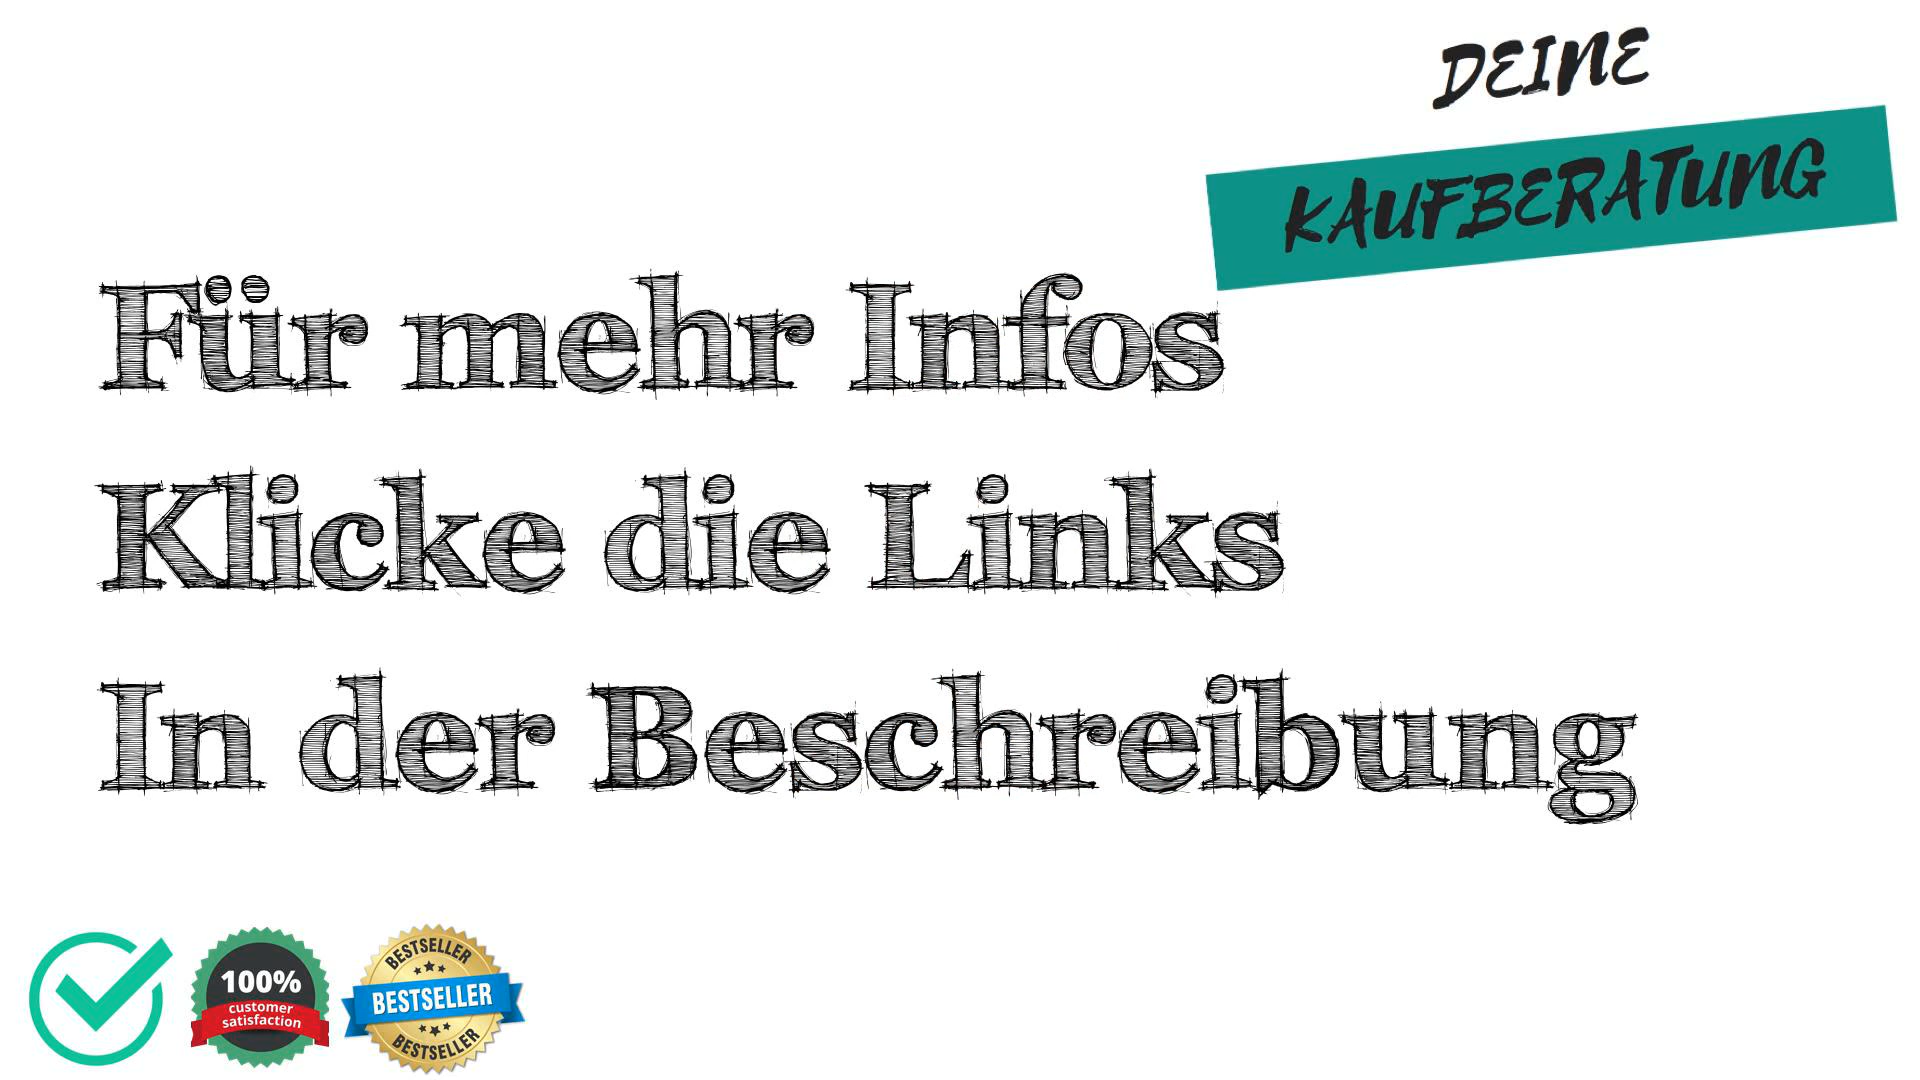 DEINE
KAUFBERATUNG
Für mehr Infos
Klicke die Links
In der Beschreibung
100%
customer
satisfaction
BESTSELLER
BESTSELLER
BESTSELLER